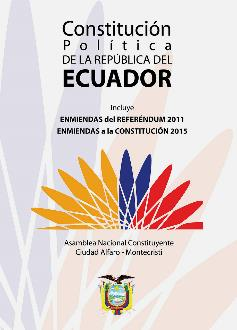 Constitución
Política
DE LA REPÚBLICA DEL
ECUADOR
Incluye
ENMIENDAS del REFERÉNDUM 2011
ENMIENDAS a la CONSTITUCIÓN 2015
Asamblea Nacional Constituyente
Ciudad Alfaro - Montecristi